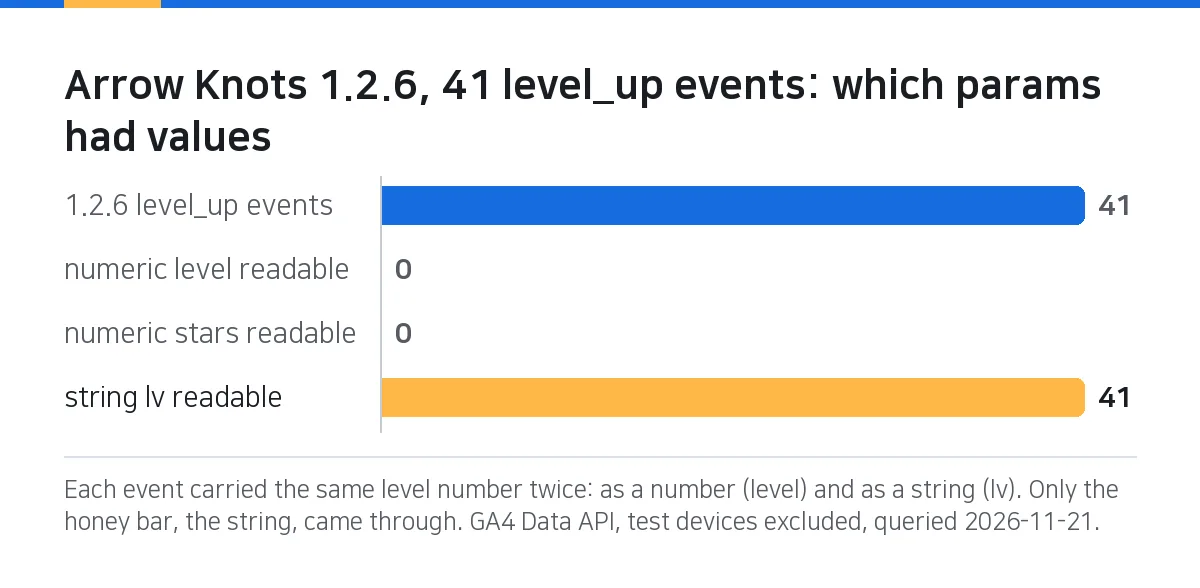 Arrow Knots 1.2.6, 41 level_up events: which params
had values
1.2.6 level_up events 41
numeric level readable 0
numeric stars readable 0
string lv readable 41
Each event carried the same level number twice: as a number (level) and as a string (lv). Only the
honey bar, the string, came through. GA4 Data API, test devices excluded, queried 2026-11-21.